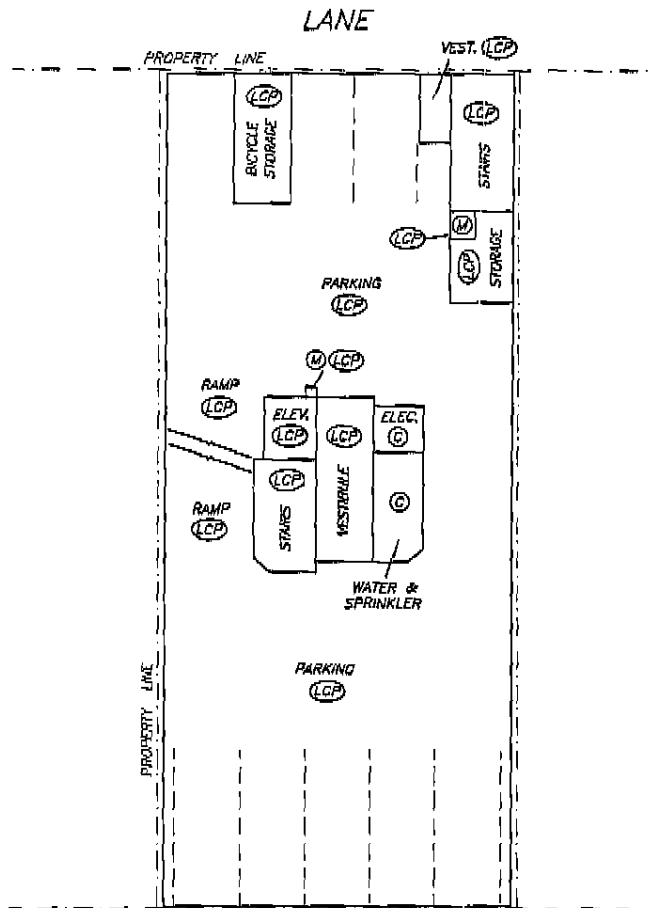 LANE
VEST. LCP
PROPERTY LINE
LCP
BICYCLE
STORAGE
LCP
STAIRS
M
LCP
LCP
STORAGE
PARKING
LCP
M LCP
RAMP
LCP
ELEV.
LCP
LCP
VESTIBULE
ELEC.
C
LCP
STAIRS
C
RAMP
LCP
WATER &
SPRINKLER
PARKING
LCP
PROPERTY LINE